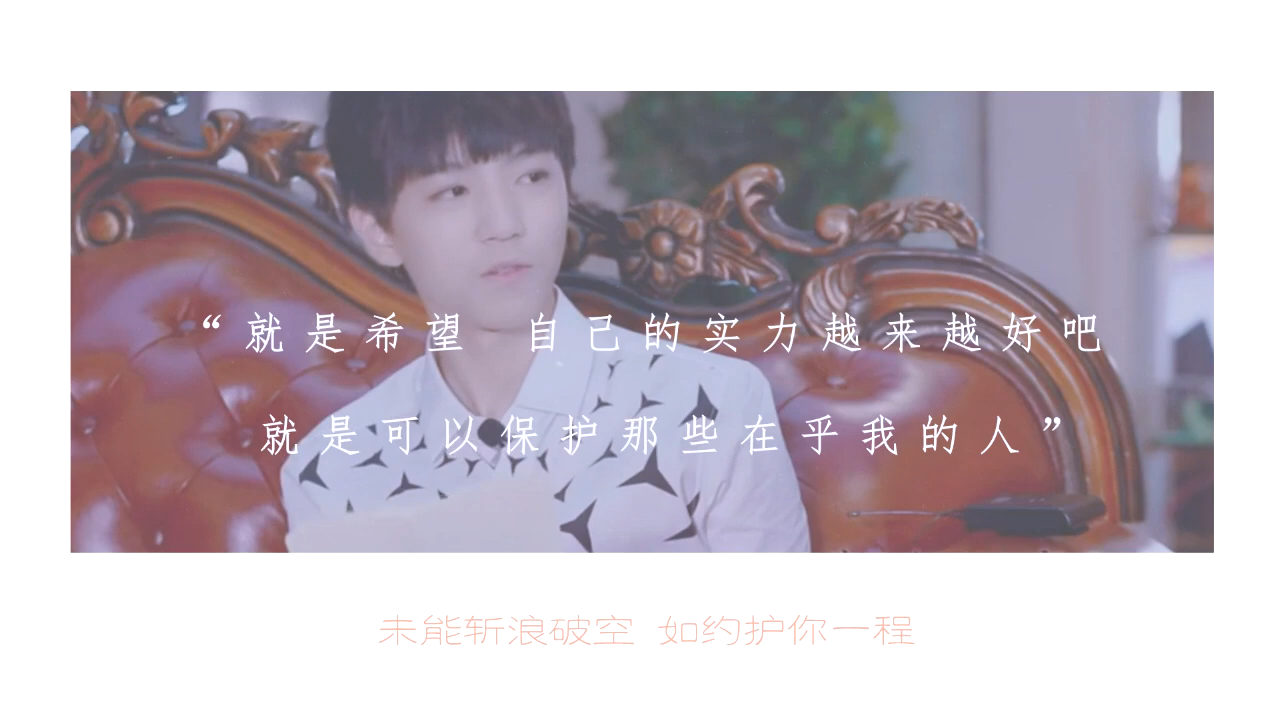 “就是希望 自己的实力越来越好吧
就是可以保护那些在乎我的人”
未能斩浪破空 如约护你一程